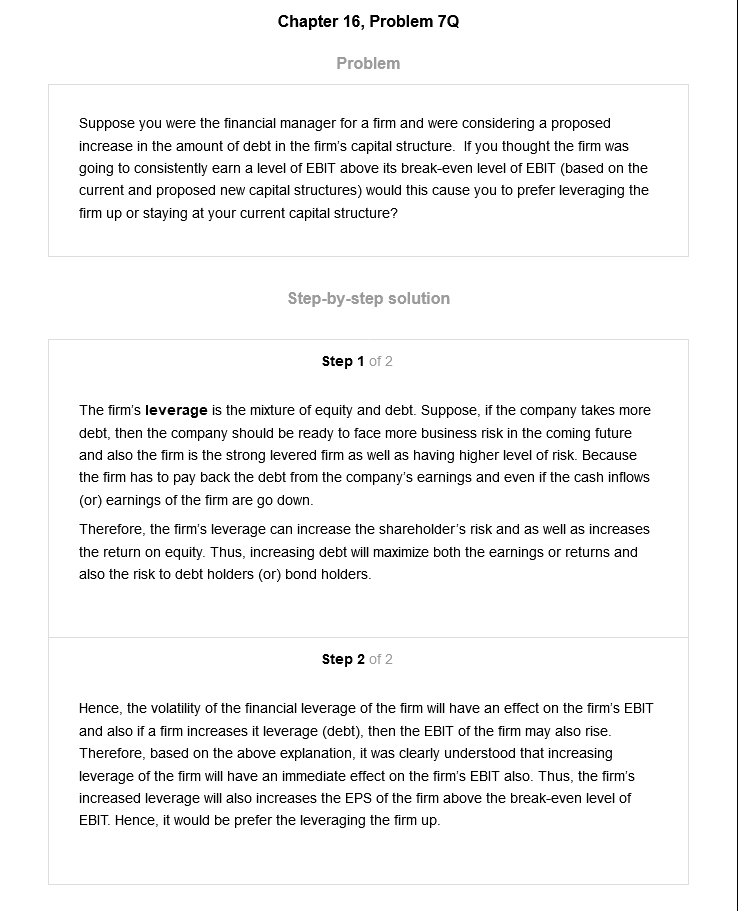 Chapter 16, Problem 7Q
Problem
Suppose you were the financial manager for a firm and were considering a proposed
increase in the amount of debt in the firm's capital structure.  If you thought the firm was
going to consistently earn a level of EBIT above its break-even level of EBIT (based on the
current and proposed new capital structures) would this cause you to prefer leveraging the
firm up or staying at your current capital structure?
Step-by-step solution
Step 1 of 2
The firm's leverage is the mixture of equity and debt. Suppose, if the company takes more
debt, then the company should be ready to face more business risk in the coming future
and also the firm is the strong levered firm as well as having higher level of risk. Because
the firm has to pay back the debt from the company's earnings and even if the cash inflows
(or) earnings of the firm are go down.
Therefore, the firm's leverage can increase the shareholder's risk and as well as increases
the return on equity. Thus, increasing debt will maximize both the earnings or returns and
also the risk to debt holders (or) bond holders.
Step 2 of 2
Hence, the volatility of the financial leverage of the firm will have an effect on the firm's EBIT
and also if a firm increases it leverage (debt), then the EBIT of the firm may also rise.
Therefore, based on the above explanation, it was clearly understood that increasing
leverage of the firm will have an immediate effect on the firm's EBIT also. Thus, the firm's
increased leverage will also increases the EPS of the firm above the break-even level of
EBIT. Hence, it would be prefer the leveraging the firm up.